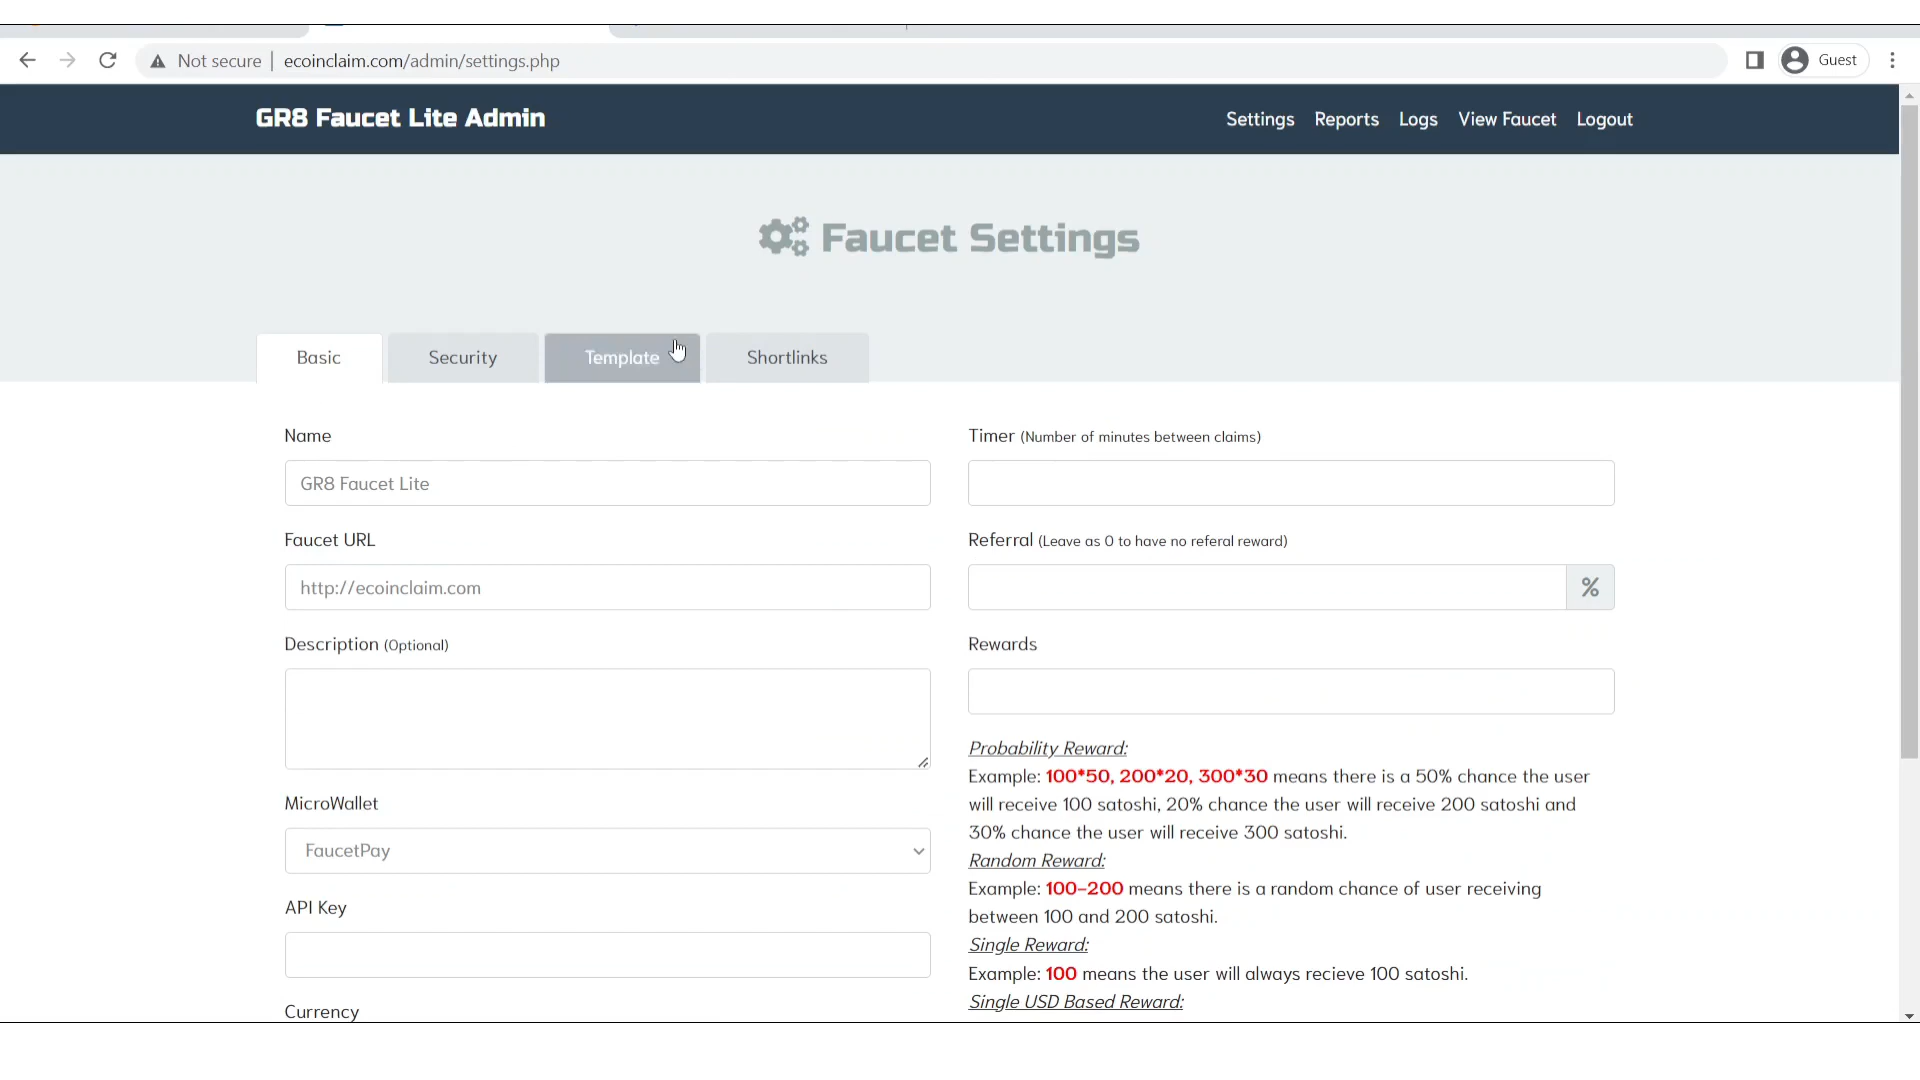 Not secure | ecoinclaim.com/admin/settings.php
Guest
GR8 Faucet Lite Admin
Settings Reports Logs View Faucet Logout
Faucet Settings
Basic Security Template Shortlinks
Name
GR8 Faucet Lite
Faucet URL
http://ecoinclaim.com
Description (Optional)
MicroWallet
FaucetPay
API Key
Currency
Timer (Number of minutes between claims)
Referral (Leave as 0 to have no referal reward)
%
Rewards
Probability Reward:
Example: 100*50, 200*20, 300*30 means there is a 50% chance the user
will receive 100 satoshi, 20% chance the user will receive 200 satoshi and
30% chance the user will receive 300 satoshi.
Random Reward:
Example: 100-200 means there is a random chance of user receiving
between 100 and 200 satoshi.
Single Reward:
Example: 100 means the user will always recieve 100 satoshi.
Single USD Based Reward: